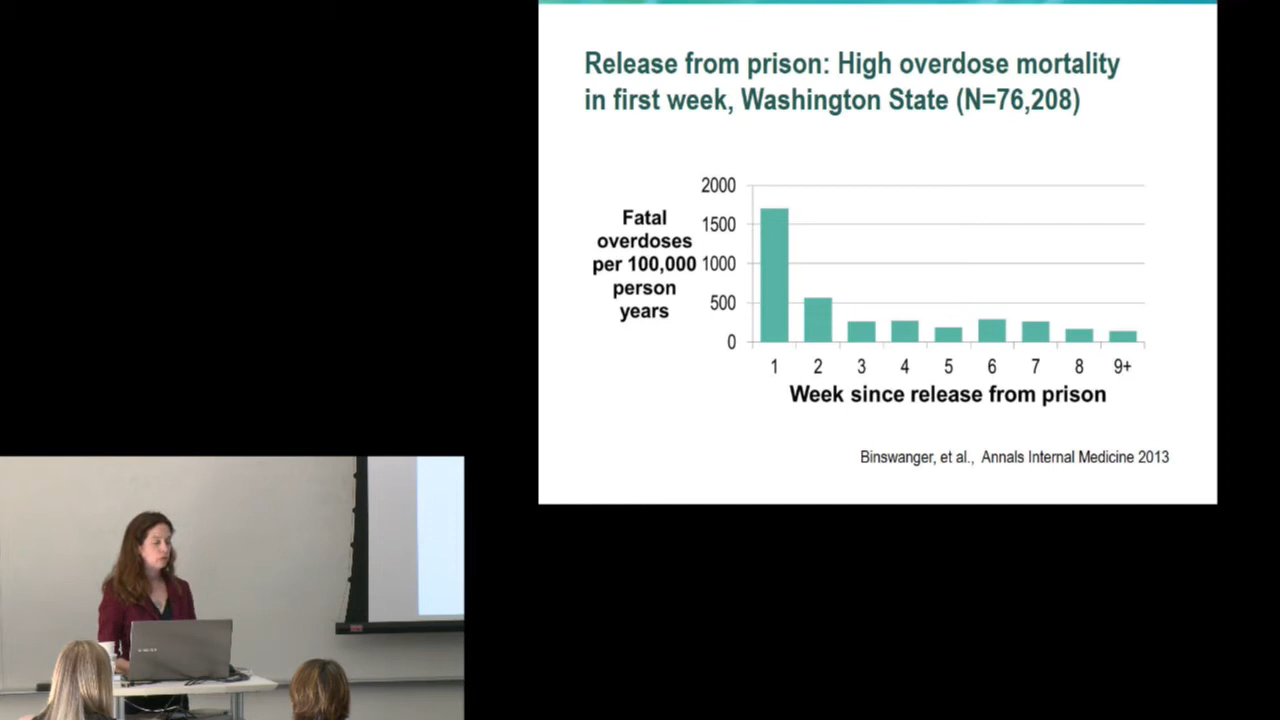 Release from prison: High overdose mortality
in first week, Washington State (N=76,208)
2000
1500
1000
500
0
Fatal
overdoses
per 100,000
person
years
1 2 3 4 5 6 7 8 9+
Week since release from prison
Binswanger, et al., Annals Internal Medicine 2013